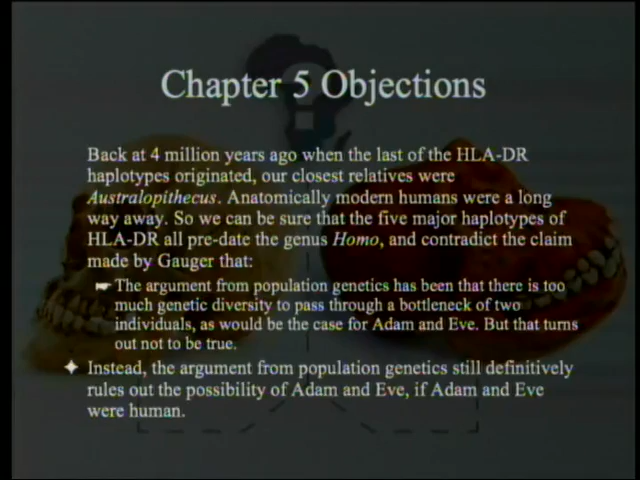 Chapter 5 Objections
Back at 4 million years ago when the last of the HLA-DR
haplotypes originated, our closest relatives were
Australopithecus. Anatomically modern humans were a long
way away. So we can be sure that the five major haplotypes of
HLA-DR all pre-date the genus Homo, and contradict the claim
made by Gauger that:
The argument from population genetics has been that there is too
much genetic diversity to pass through a bottleneck of two
individuals, as would be the case for Adam and Eve. But that turns
out not to be true.
Instead, the argument from population genetics still definitively
rules out the possibility of Adam and Eve, if Adam and Eve
were human.